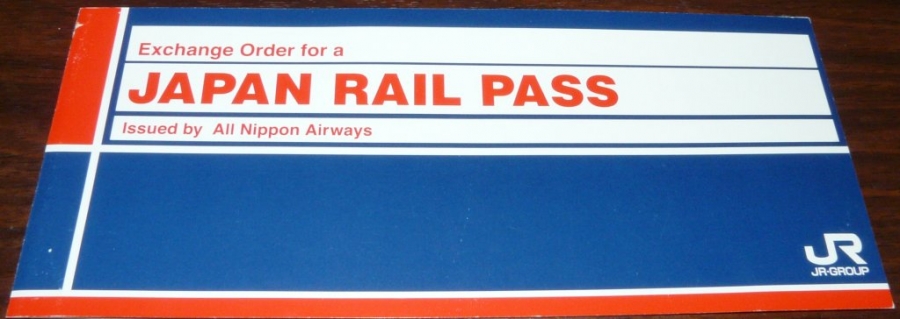 Exchange Order for a
JAPAN RAIL PASS
Issued by All Nippon Airways
JR
JR-GROUP